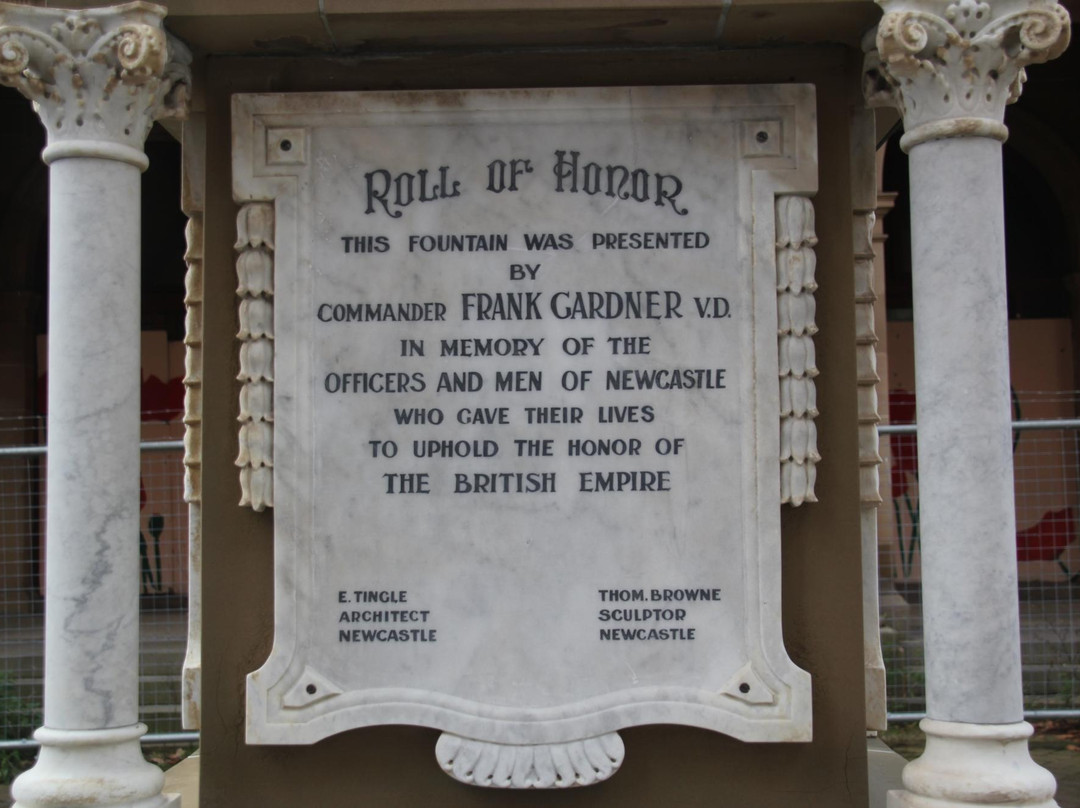 ROLL OF HONOR
THIS FOUNTAIN WAS PRESENTED
BY
COMMANDER FRANK GARDNER V.D.
IN MEMORY OF THE
OFFICERS AND MEN OF NEWCASTLE
WHO GAVE THEIR LIVES
TO UPHOLD THE HONOR OF
THE BRITISH EMPIRE
E. TINGLE
ARCHITECT
NEWCASTLE
THOM. BROWNE
SCULPTOR
NEWCASTLE